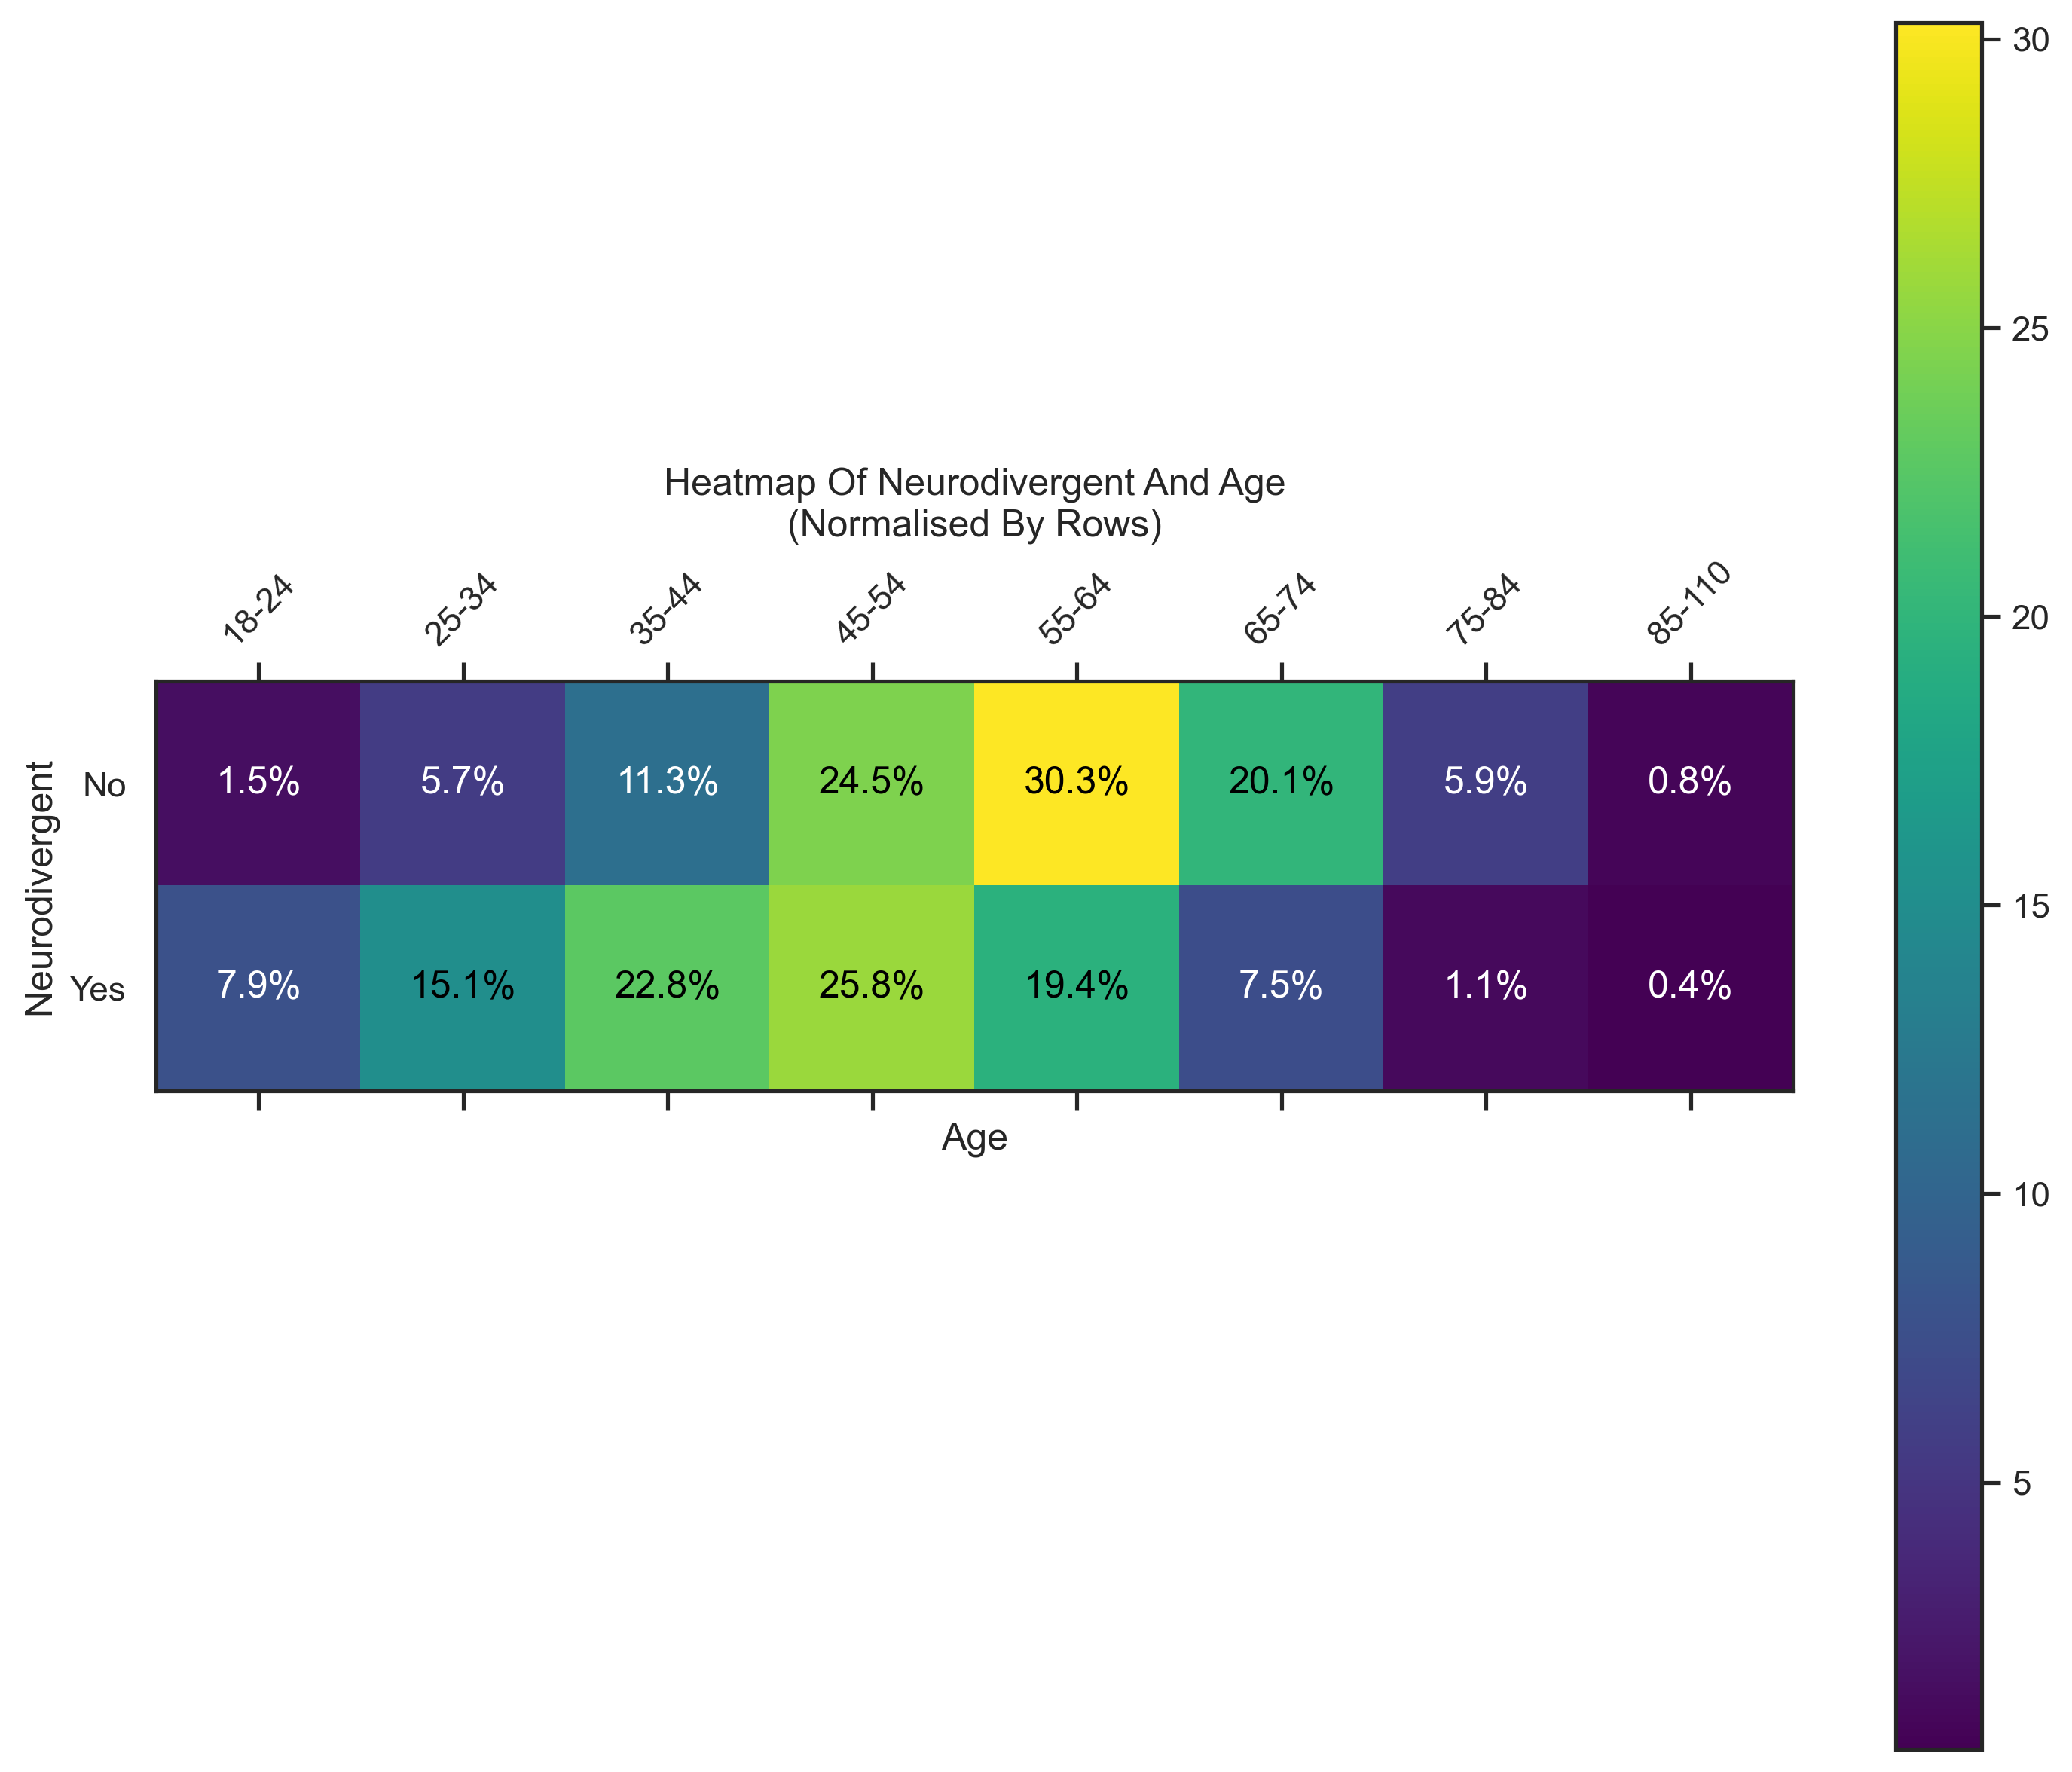 Heatmap Of Neurodivergent And Age
(Normalised By Rows)
18-24 25-34 35-44 45-54 55-64 65-74 75-84 85-110
Neurodivergent
No 1.5% 5.7% 11.3% 24.5% 30.3% 20.1% 5.9% 0.8%
Yes 7.9% 15.1% 22.8% 25.8% 19.4% 7.5% 1.1% 0.4%
Age
30
25
20
15
10
5